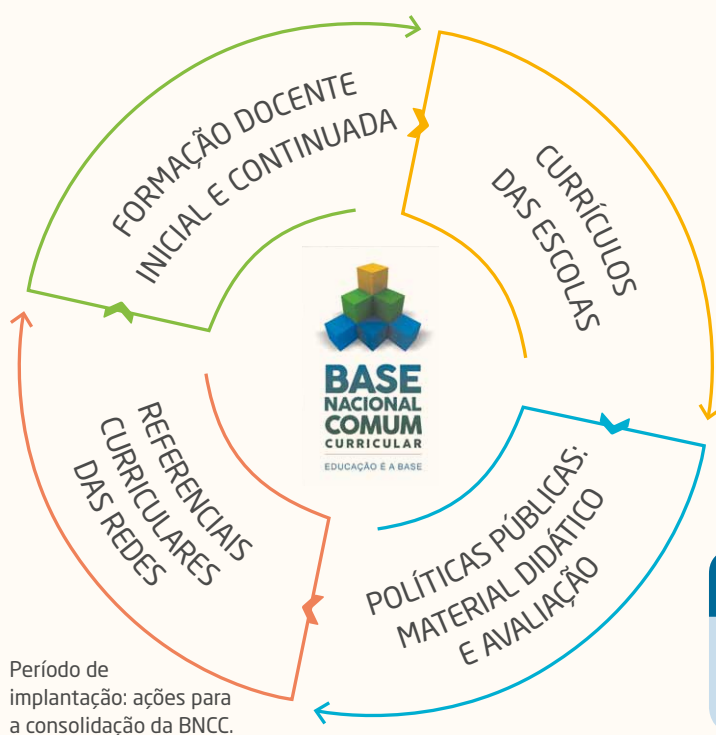 FORMAÇÃO DOCENTE
INICIAL E CONTINUADA
CURRÍCULOS
DAS ESCOLAS
BASE
NACIONAL
COMUM
CURRICULAR
EDUCAÇÃO É A BASE
REFERENCIAIS
CURRICULARES
DAS REDES
POLÍTICAS PÚBLICAS:
MATERIAL DIDÁTICO
E AVALIAÇÃO
Período de
implantação: ações para
a consolidação da BNCC.